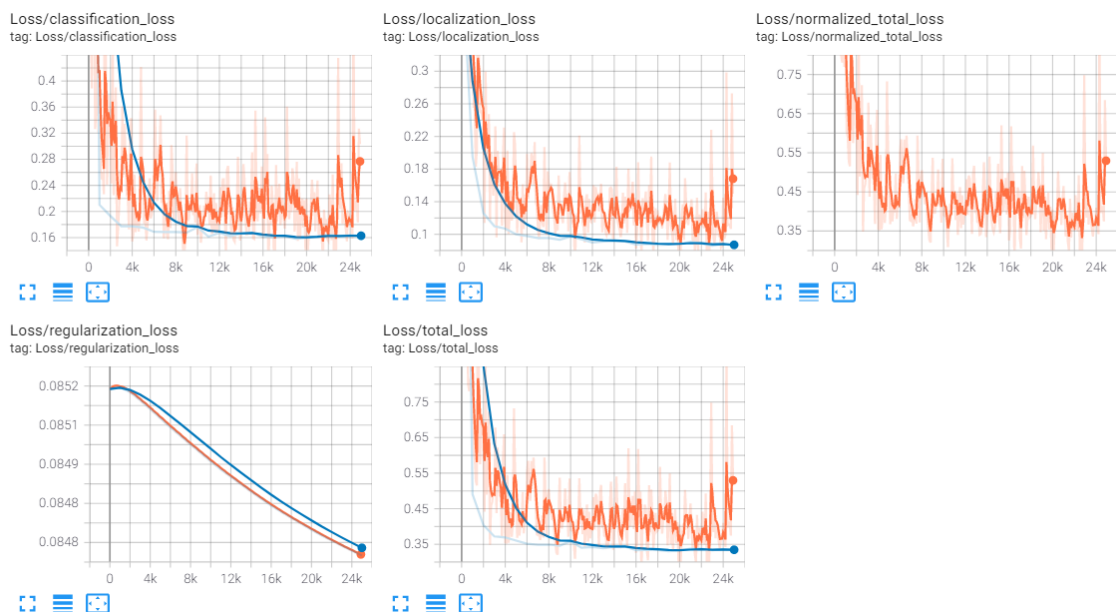 Loss/classification_loss
tag: Loss/classification_loss
0.4
0.36
0.32
0.28
0.24
0.2
0.16
0 4k 8k 12k 16k 20k 24k
Loss/localization_loss
tag: Loss/localization_loss
0.3
0.26
0.22
0.18
0.14
0.1
0 4k 8k 12k 16k 20k 24k
Loss/normalized_total_loss
tag: Loss/normalized_total_loss
0.75
0.65
0.55
0.45
0.35
0 4k 8k 12k 16k 20k 24k
Loss/regularization_loss
tag: Loss/regularization_loss
0.0852
0.0851
0.0849
0.0848
0.0848
0 4k 8k 12k 16k 20k 24k
Loss/total_loss
tag: Loss/total_loss
0.75
0.65
0.55
0.45
0.35
0 4k 8k 12k 16k 20k 24k